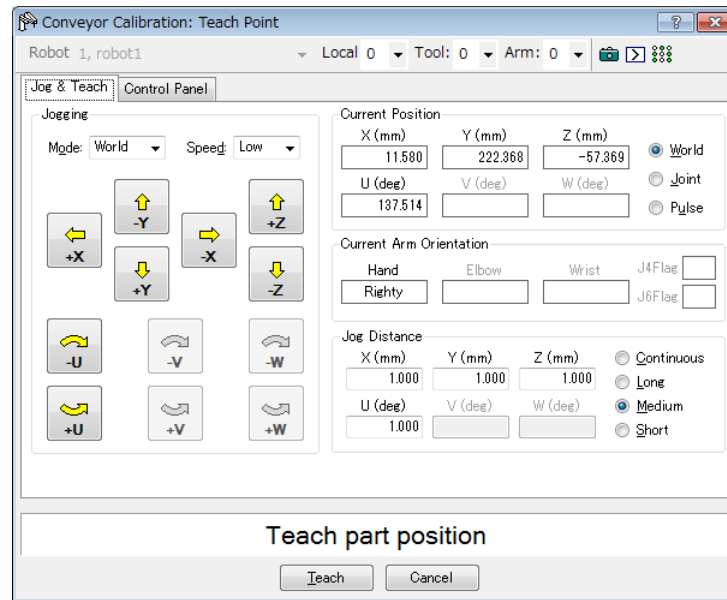 Conveyor Calibration: Teach Point
Robot 1, robot1 Local 0 Tool: 0 Arm: 0
Jog & Teach Control Panel
Jogging
Mode: World Speed: Low
-Y
+Z
+X
-X
+Y
-Z
-U -V -W
+U +V +W
Current Position
X (mm) Y (mm) Z (mm)
11.580 222.368 -57.369
U (deg) V (deg) W (deg)
137.514
World
Joint
Pulse
Current Arm Orientation
Hand Elbow Wrist J4Flag
Righty J6Flag
Jog Distance
X (mm) Y (mm) Z (mm)
1.000 1.000 1.000
U (deg) V (deg) W (deg)
1.000
Continuous
Long
Medium
Short
Teach part position
Teach Cancel